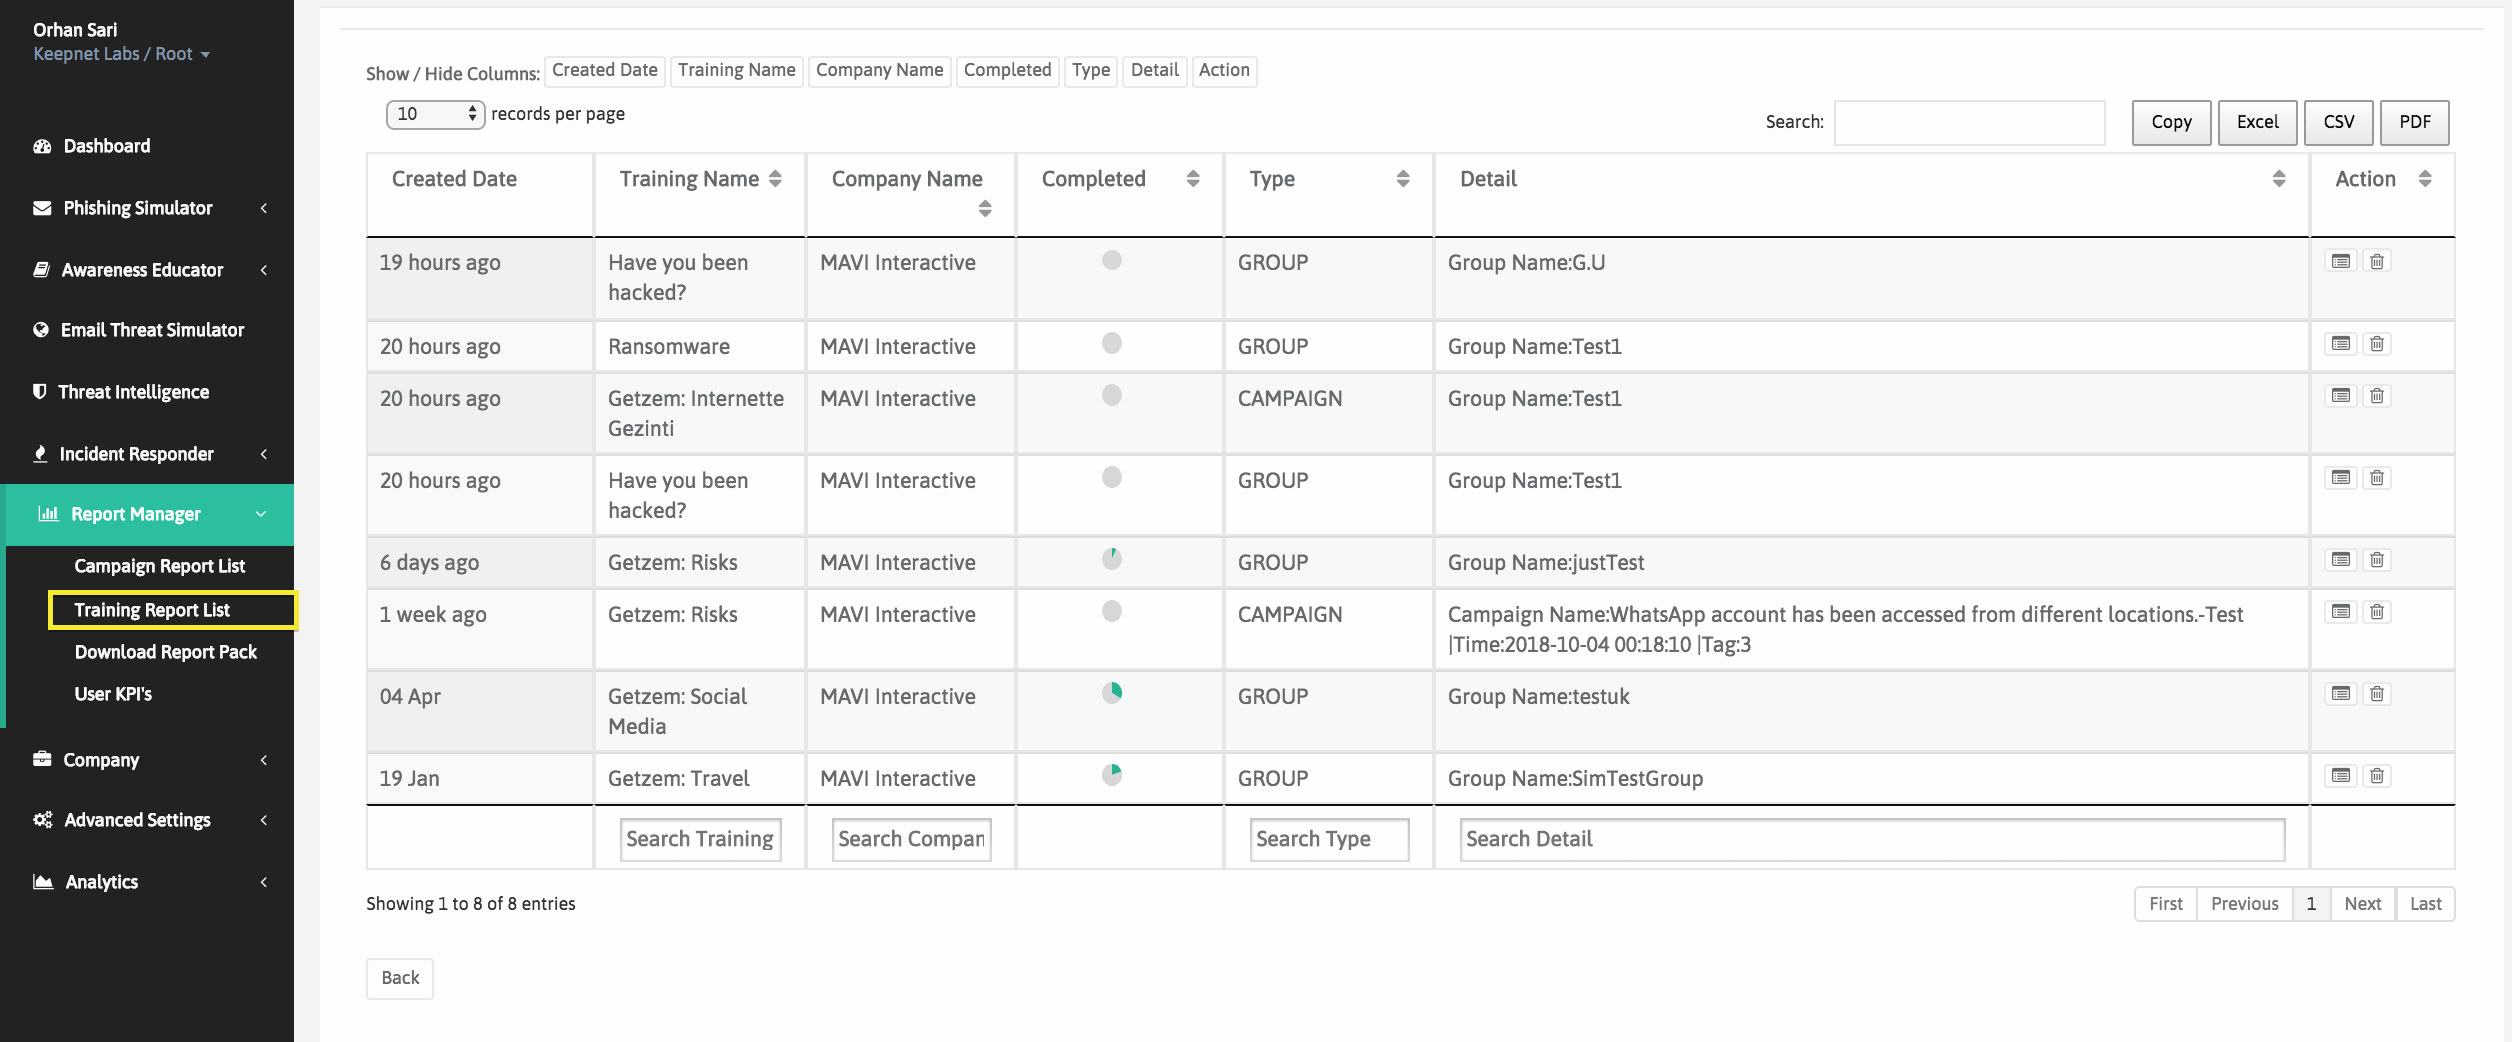 Orhan Sari
Keepnet Labs / Root
Dashboard
Phishing Simulator
Awareness Educator
Email Threat Simulator
Threat Intelligence
Incident Responder
Report Manager
Campaign Report List
Training Report List
Download Report Pack
User KPI's
Company
Advanced Settings
Analytics
Show / Hide Columns: Created Date Training Name Company Name Completed Type Detail Action
10 records per page
Search: Copy Excel CSV PDF
Created Date Training Name Company Name Completed Type Detail Action
19 hours ago Have you been MAVI Interactive GROUP Group Name:G.U
hacked?
20 hours ago Ransomware MAVI Interactive GROUP Group Name:Test1
20 hours ago Getzem: Internette MAVI Interactive CAMPAIGN Group Name:Test1
Gezinti
20 hours ago Have you been MAVI Interactive GROUP Group Name:Test1
hacked?
6 days ago Getzem: Risks MAVI Interactive GROUP Group Name:justTest
1 week ago Getzem: Risks MAVI Interactive CAMPAIGN Campaign Name:WhatsApp account has been accessed from different locations.-Test
|Time:2018-10-04 00:18:10 |Tag:3
04 Apr Getzem: Social MAVI Interactive GROUP Group Name:testuk
Media
19 Jan Getzem: Travel MAVI Interactive GROUP Group Name:SimTestGroup
Search Training Search Compan Search Type Search Detail
Showing 1 to 8 of 8 entries
First Previous 1 Next Last
Back